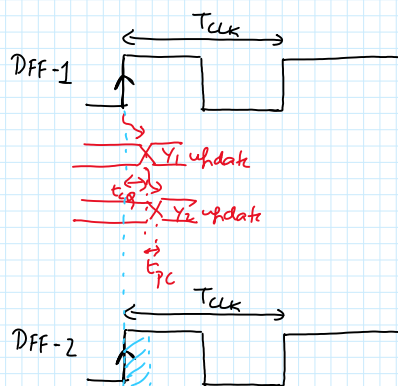 TCLK
DFF-1
Y1 update
tcq
Y2 update
tpc
TCLK
DFF-2